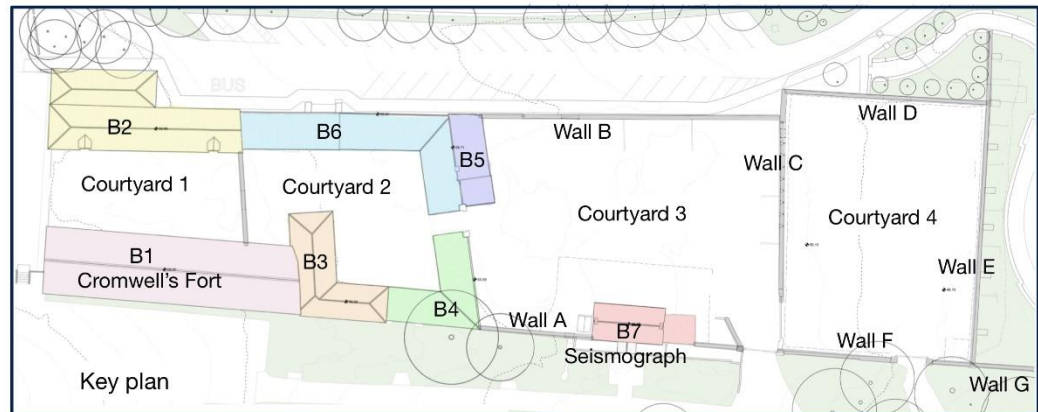 BUS
B2
B6
B5
Wall B
Wall D
Wall C
Courtyard 1
Courtyard 2
Courtyard 3
Courtyard 4
B1
Cromwell's Fort
B3
B4
Wall E
Wall A
B7
Seismograph
Wall F
Key plan
Wall G